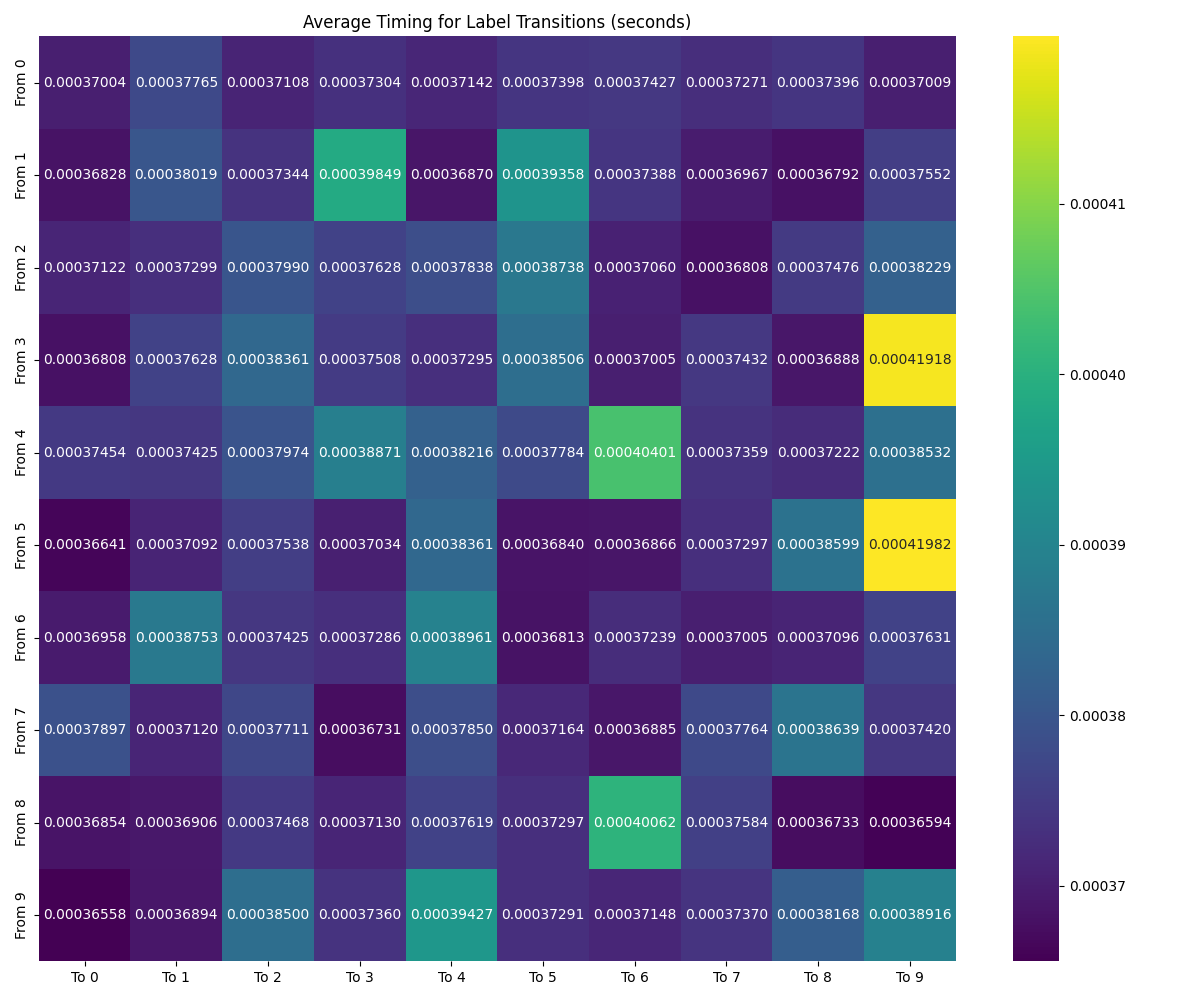 Average Timing for Label Transitions (seconds)
From 0 0.00037004 0.00037765 0.00037108 0.00037304 0.00037142 0.00037398 0.00037427 0.00037271 0.00037396 0.00037009
From 1 0.00036828 0.00038019 0.00037344 0.00039849 0.00036870 0.00039358 0.00037388 0.00036967 0.00036792 0.00037552
From 2 0.00037122 0.00037299 0.00037990 0.00037628 0.00037838 0.00038738 0.00037060 0.00036808 0.00037476 0.00038229
From 3 0.00036808 0.00037628 0.00038361 0.00037508 0.00037295 0.00038506 0.00037005 0.00037432 0.00036888 0.00041918
From 4 0.00037454 0.00037425 0.00037974 0.00038871 0.00038216 0.00037784 0.00040401 0.00037359 0.00037222 0.00038532
From 5 0.00036641 0.00037092 0.00037538 0.00037034 0.00038361 0.00036840 0.00036866 0.00037297 0.00038599 0.00041982
From 6 0.00036958 0.00038753 0.00037425 0.00037286 0.00038961 0.00036813 0.00037239 0.00037005 0.00037096 0.00037631
From 7 0.00037897 0.00037120 0.00037711 0.00036731 0.00037850 0.00037164 0.00036885 0.00037764 0.00038639 0.00037420
From 8 0.00036854 0.00036906 0.00037468 0.00037130 0.00037619 0.00037297 0.00040062 0.00037584 0.00036733 0.00036594
From 9 0.00036558 0.00036894 0.00038500 0.00037360 0.00039427 0.00037291 0.00037148 0.00037370 0.00038168 0.00038916
To 0 To 1 To 2 To 3 To 4 To 5 To 6 To 7 To 8 To 9
0.00041
0.00040
0.00039
0.00038
0.00037